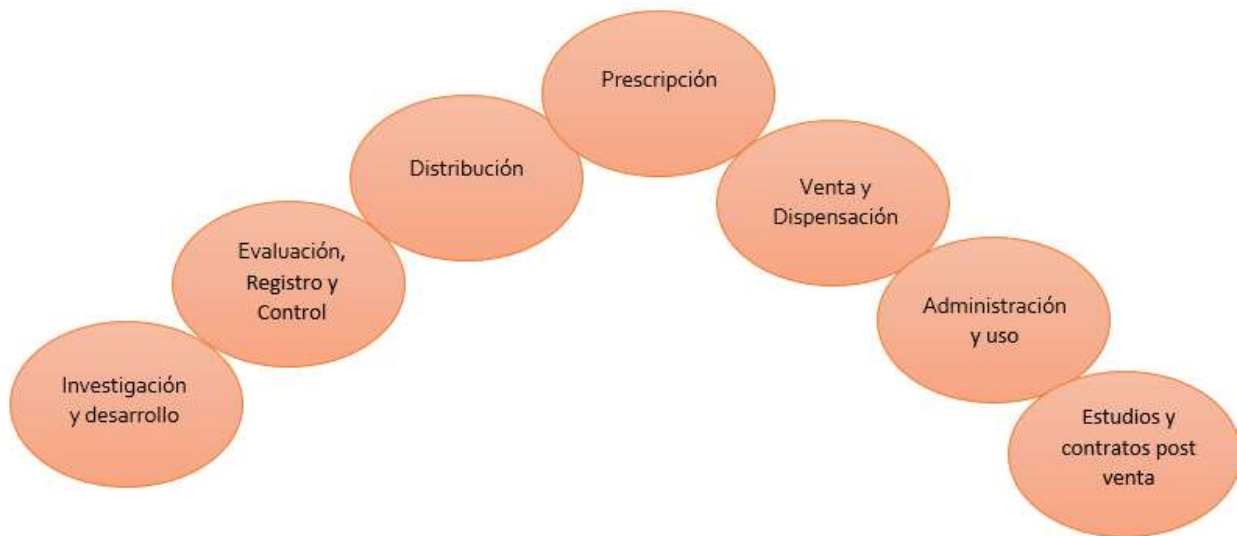 Investigación
y desarrollo
Evaluación,
Registro y
Control
Distribución
Prescripción
Venta y
Dispensación
Administración
y uso
Estudios y
contratos post
venta